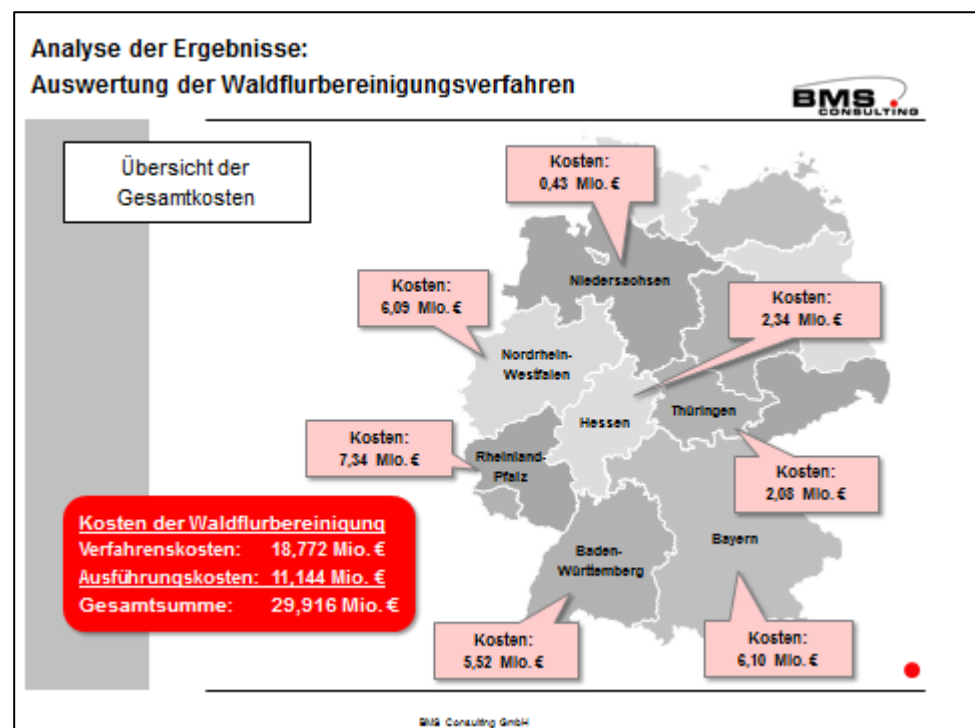 Analyse der Ergebnisse:
Auswertung der Waldflurbereinigungsverfahren
BMS
CONSULTING
Übersicht der
Gesamtkosten
Kosten:
0,43 Mio. €
Niedersachsen
Kosten:
6,09 Mio. €
Kosten:
2,34 Mio. €
Nordrhein-
Westfalen
Hessen
Thüringen
Kosten:
7,34 Mio. €
Rheinland-
Pfalz
Kosten:
2,08 Mio. €
Kosten der Waldflurbereinigung
Verfahrenskosten: 18,772 Mio. €
Ausführungskosten: 11,144 Mio. €
Gesamtsumme: 29,916 Mio. €
Baden-
Württemberg
Bayern
Kosten:
5,52 Mio. €
Kosten:
6,10 Mio. €
BMS Consulting GmbH